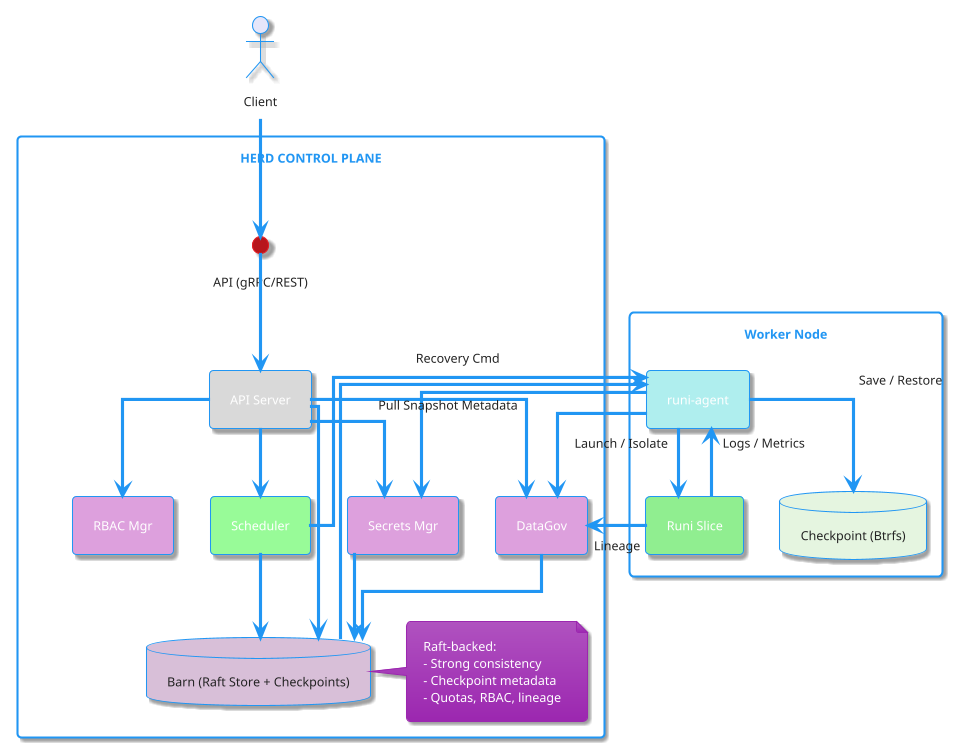 Client
HERD CONTROL PLANE
API (gRPC/REST)
Worker Node
Recovery Cmd
Save / Restore
API Server
runi-agent
Pull Snapshot Metadata
Launch / Isolate
Logs / Metrics
RBAC Mgr
Scheduler
Secrets Mgr
DataGov
Runi Slice
Checkpoint (Btrfs)
Lineage
Barn (Raft Store + Checkpoints)
Raft-backed:
- Strong consistency
- Checkpoint metadata
- Quotas, RBAC, lineage